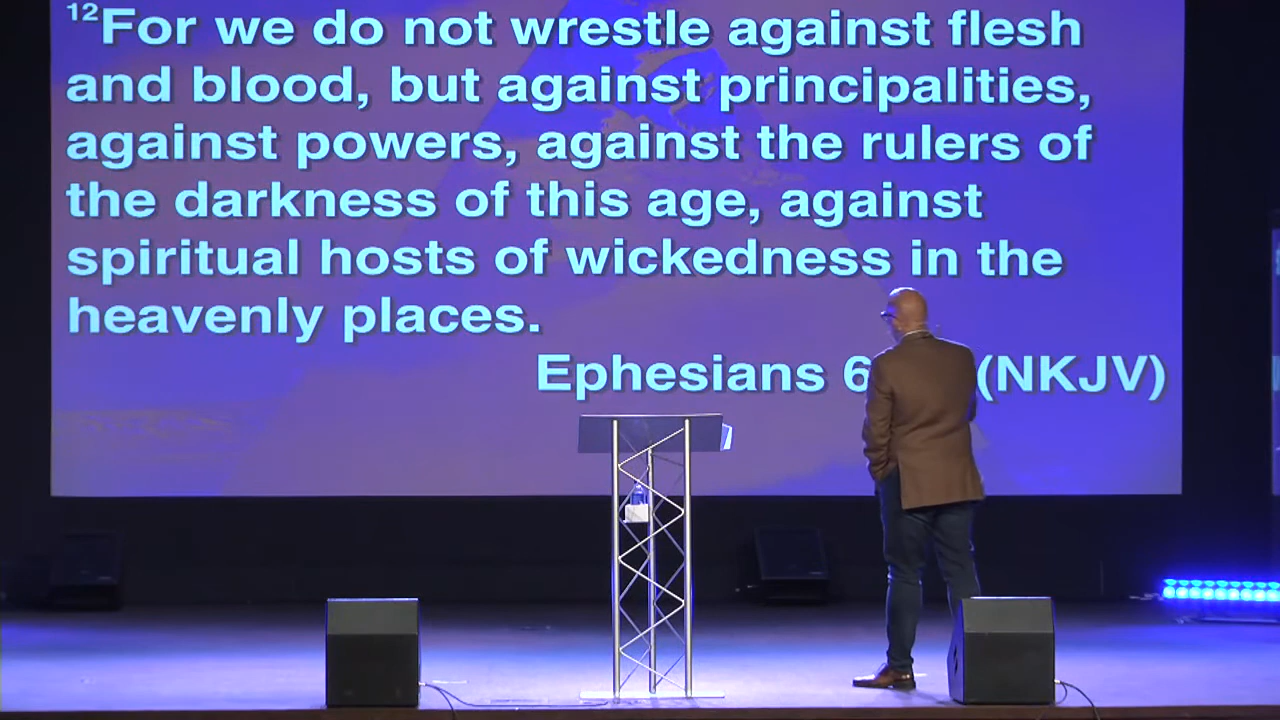 12For we do not wrestle against flesh
and blood, but against principalities,
against powers, against the rulers of
the darkness of this age, against
spiritual hosts of wickedness in the
heavenly places.
Ephesians 6 (NKJV)